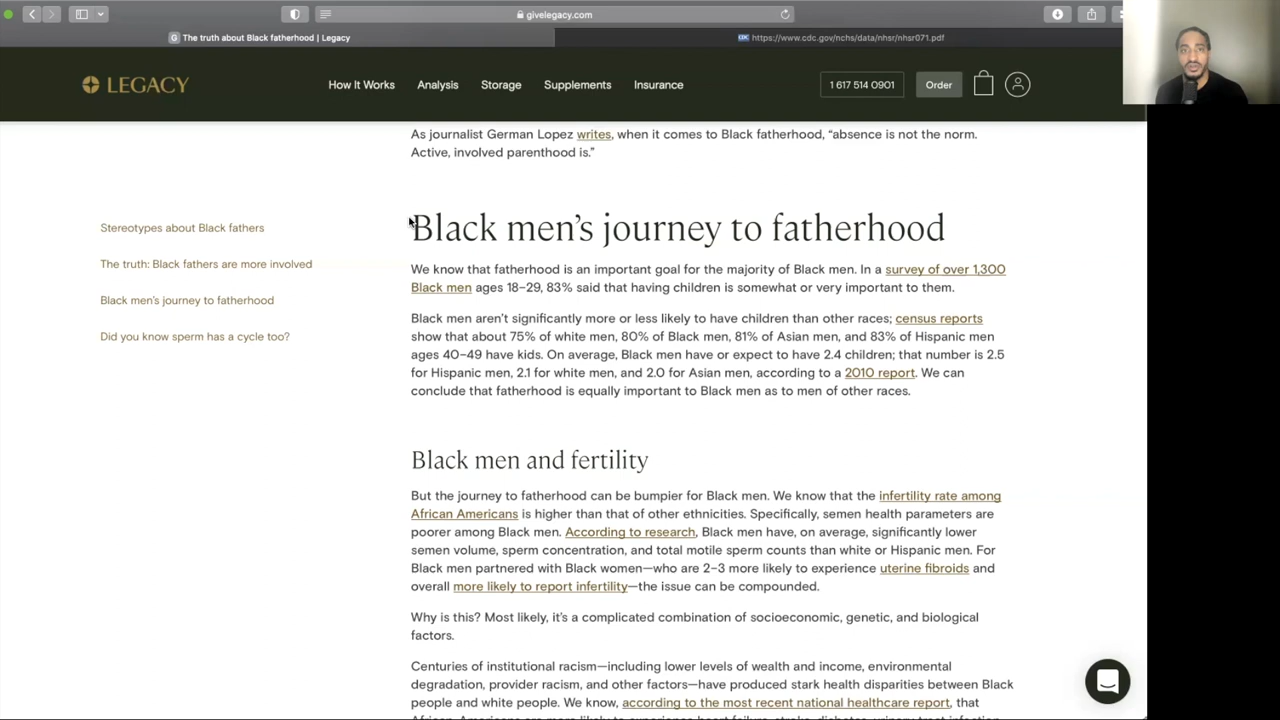 givelegacy.com
The truth about Black fatherhood | Legacy
https://www.cdc.gov/nchs/data/nhsr/nhsr071.pdf
LEGACY
How It Works
Analysis
Storage
Supplements
Insurance
1 617 514 0901
Order
As journalist German Lopez writes, when it comes to Black fatherhood, “absence is not the norm.
Active, involved parenthood is.”
Stereotypes about Black fathers
The truth: Black fathers are more involved
Black men’s journey to fatherhood
Did you know sperm has a cycle too?
Black men’s journey to fatherhood
We know that fatherhood is an important goal for the majority of Black men. In a survey of over 1,300
Black men ages 18–29, 83% said that having children is somewhat or very important to them.
Black men aren’t significantly more or less likely to have children than other races; census reports
show that about 75% of white men, 80% of Black men, 81% of Asian men, and 83% of Hispanic men
ages 40–49 have kids. On average, Black men have or expect to have 2.4 children; that number is 2.5
for Hispanic men, 2.1 for white men, and 2.0 for Asian men, according to a 2010 report. We can
conclude that fatherhood is equally important to Black men as to men of other races.
Black men and fertility
But the journey to fatherhood can be bumpier for Black men. We know that the infertility rate among
African Americans is higher than that of other ethnicities. Specifically, semen health parameters are
poorer among Black men. According to research, Black men have, on average, significantly lower
semen volume, sperm concentration, and total motile sperm counts than white or Hispanic men. For
Black men partnered with Black women—who are 2–3 more likely to experience uterine fibroids and
overall more likely to report infertility—the issue can be compounded.
Why is this? Most likely, it’s a complicated combination of socioeconomic, genetic, and biological
factors.
Centuries of institutional racism—including lower levels of wealth and income, environmental
degradation, provider racism, and other factors—have produced stark health disparities between Black
people and white people. We know, according to the most recent national healthcare report, that
African Americans are more likely to experience heart failure, stroke, diabetes, urinary tract infection